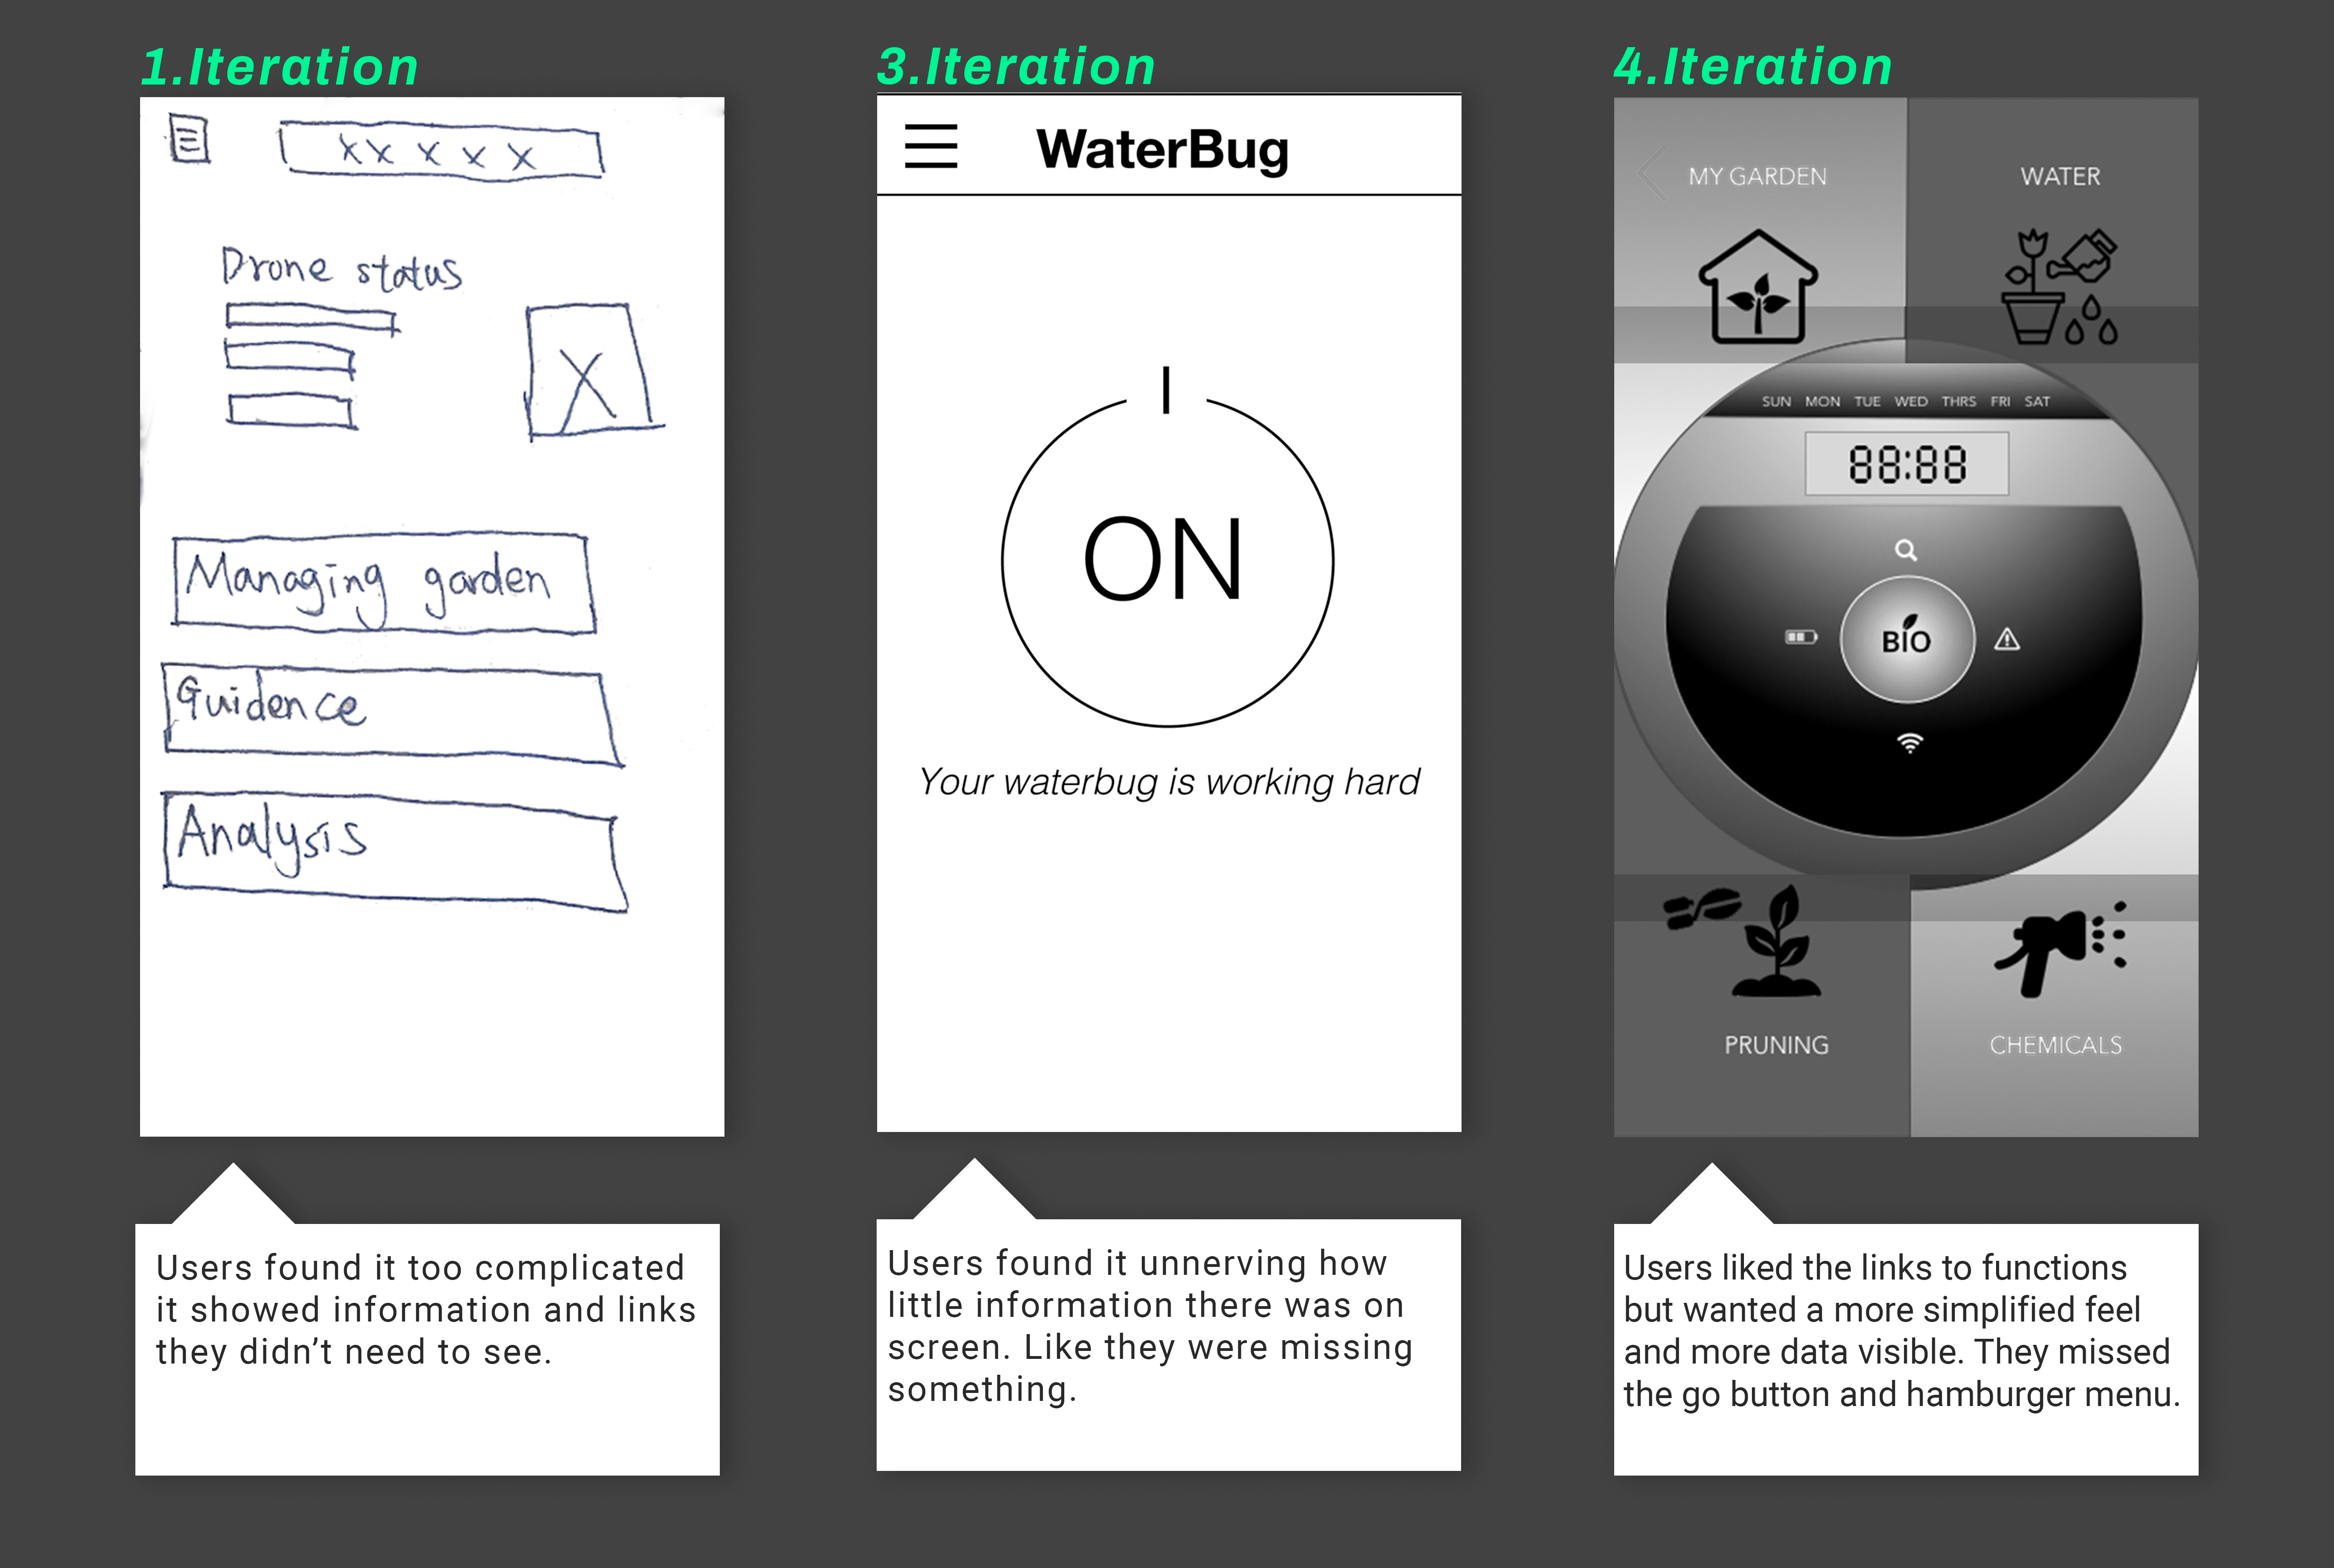 1.Iteration
XXXXX
Drone status
X
Managing garden
Guidence
Analysis
Users found it too complicated
it showed information and links
they didn't need to see.
3.Iteration
WaterBug
ON
Your waterbug is working hard
Users found it unnerving how
little information there was on
screen. Like they were missing
something.
4.Iteration
MY GARDEN
WATER
SUN MON TUE WED THRS FRI SAT
88:88
BIO
PRUNING
CHEMICALS
Users liked the links to functions
but wanted a more simplified feel
and more data visible. They missed
the go button and hamburger menu.